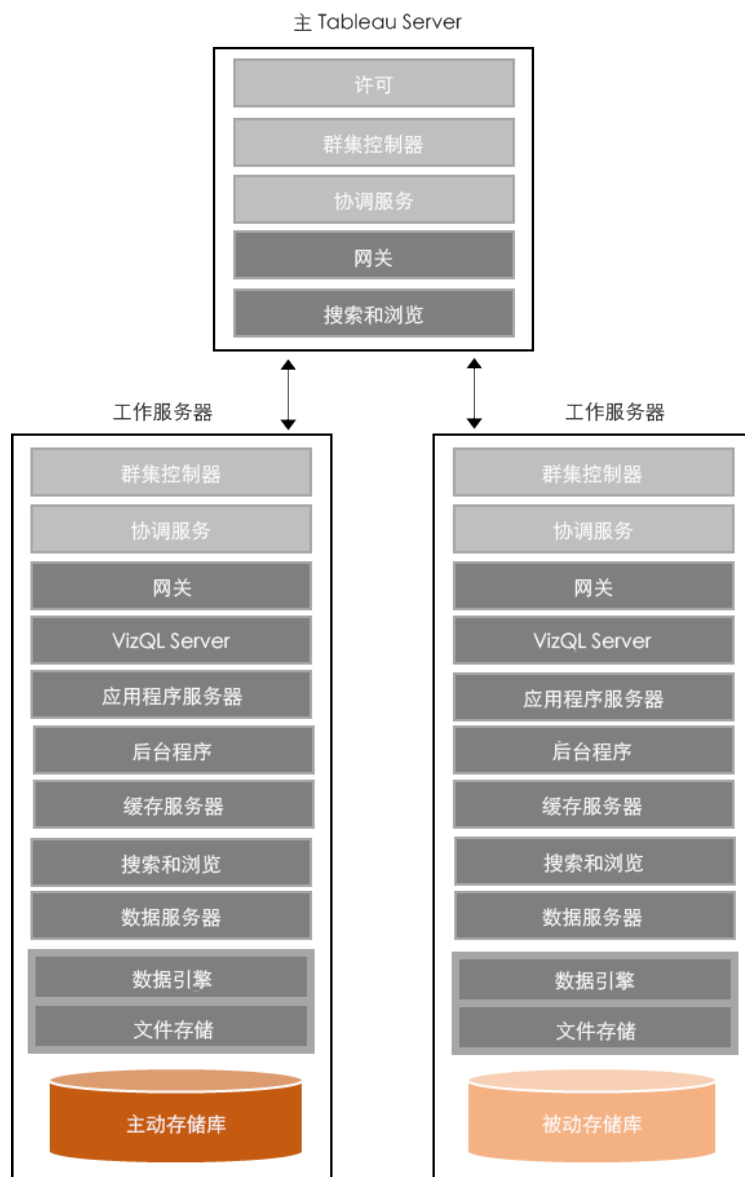 主 Tableau Server
许可
群集控制器
协调服务
网关
搜索和浏览
工作服务器
群集控制器
协调服务
网关
VizQL Server
应用程序服务器
后台程序
缓存服务器
搜索和浏览
数据服务器
数据引擎
文件存储
主动存储库
工作服务器
群集控制器
协调服务
网关
VizQL Server
应用程序服务器
后台程序
缓存服务器
搜索和浏览
数据服务器
数据引擎
文件存储
被动存储库